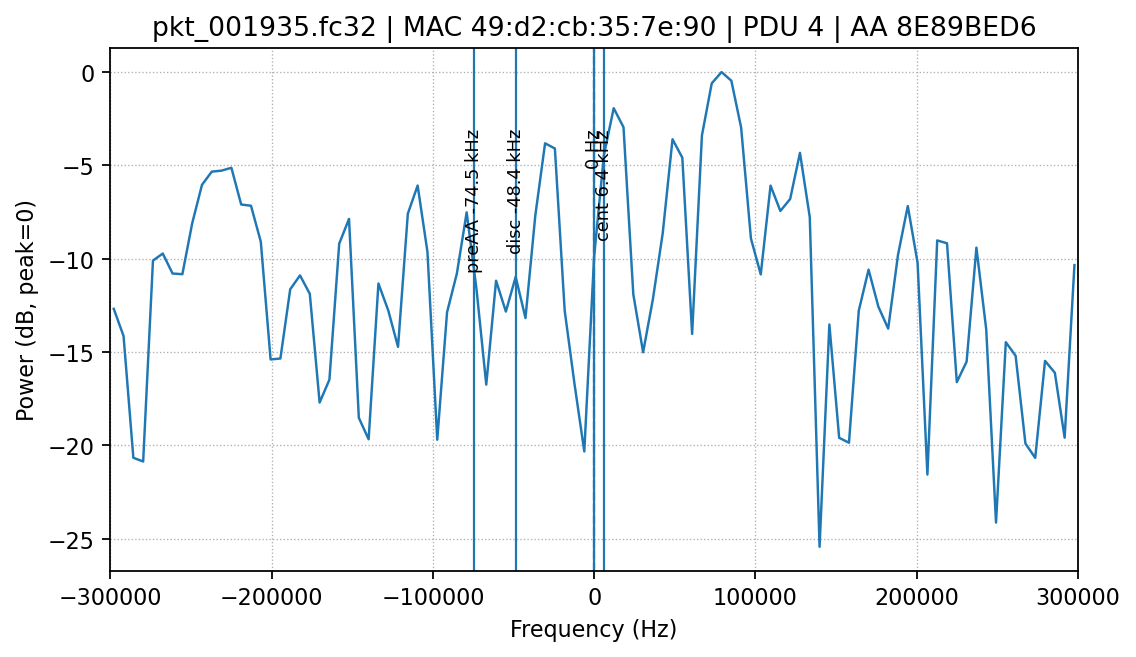 pkt_001935.fc32 | MAC 49:d2:cb:35:7e:90 | PDU 4 | AA 8E89BED6
Power (dB, peak=0)
0
−5
−10
−15
−20
−25
preAA -74.5 kHz
disc -48.4 kHz
0 Hz
cent 6.4 kHz
−300000
−200000
−100000
0
100000
200000
300000
Frequency (Hz)